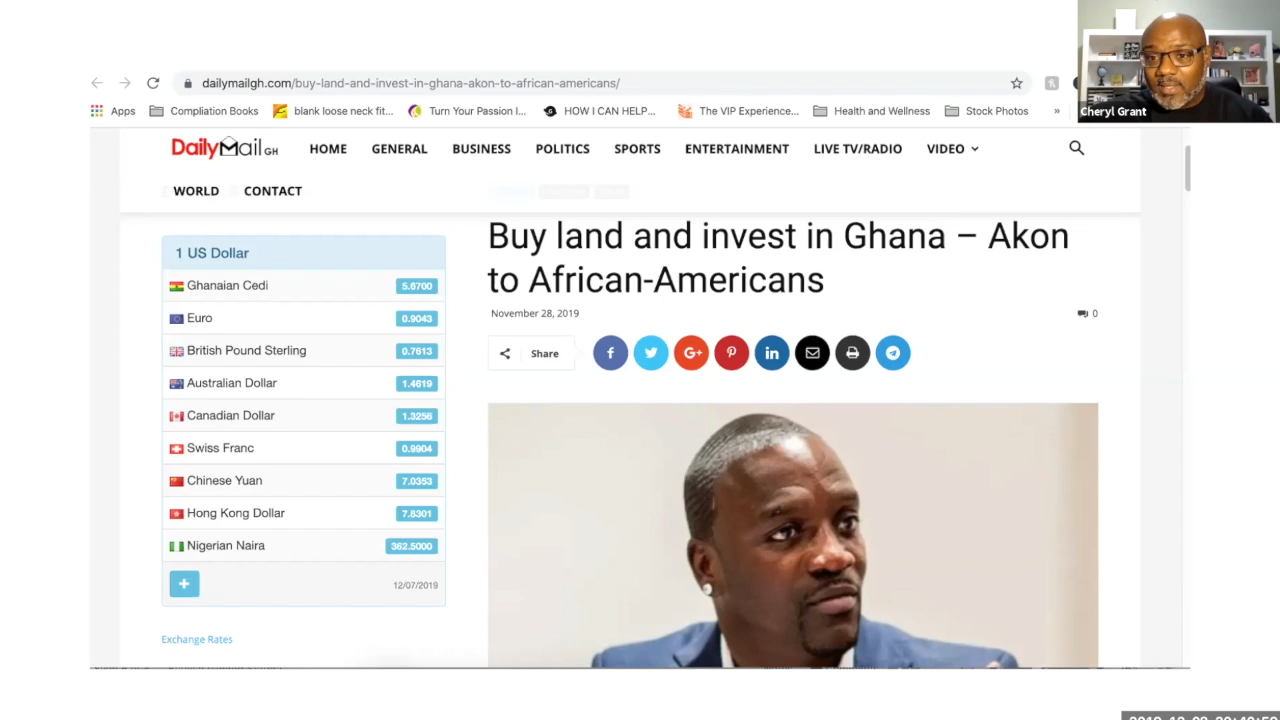 Cheryl Grant
dailymailgh.com/buy-land-and-invest-in-ghana-akon-to-african-americans/
Apps Compliation Books blank loose neck fi... Turn Your Passion I... HOW I CAN HELP... The VIP Experience... Health and Wellness Stock Photos »
DailyMail GH HOME GENERAL BUSINESS POLITICS SPORTS ENTERTAINMENT LIVE TV/RADIO VIDEO
WORLD CONTACT
Buy land and invest in Ghana – Akon
to African-Americans
November 28, 2019 0
Share
1 US Dollar
Ghanaian Cedi 5.6700
Euro 0.9043
British Pound Sterling 0.7613
Australian Dollar 1.4619
Canadian Dollar 1.3256
Swiss Franc 0.9904
Chinese Yuan 7.0353
Hong Kong Dollar 7.8301
Nigerian Naira 362.5000
12/07/2019
Exchange Rates